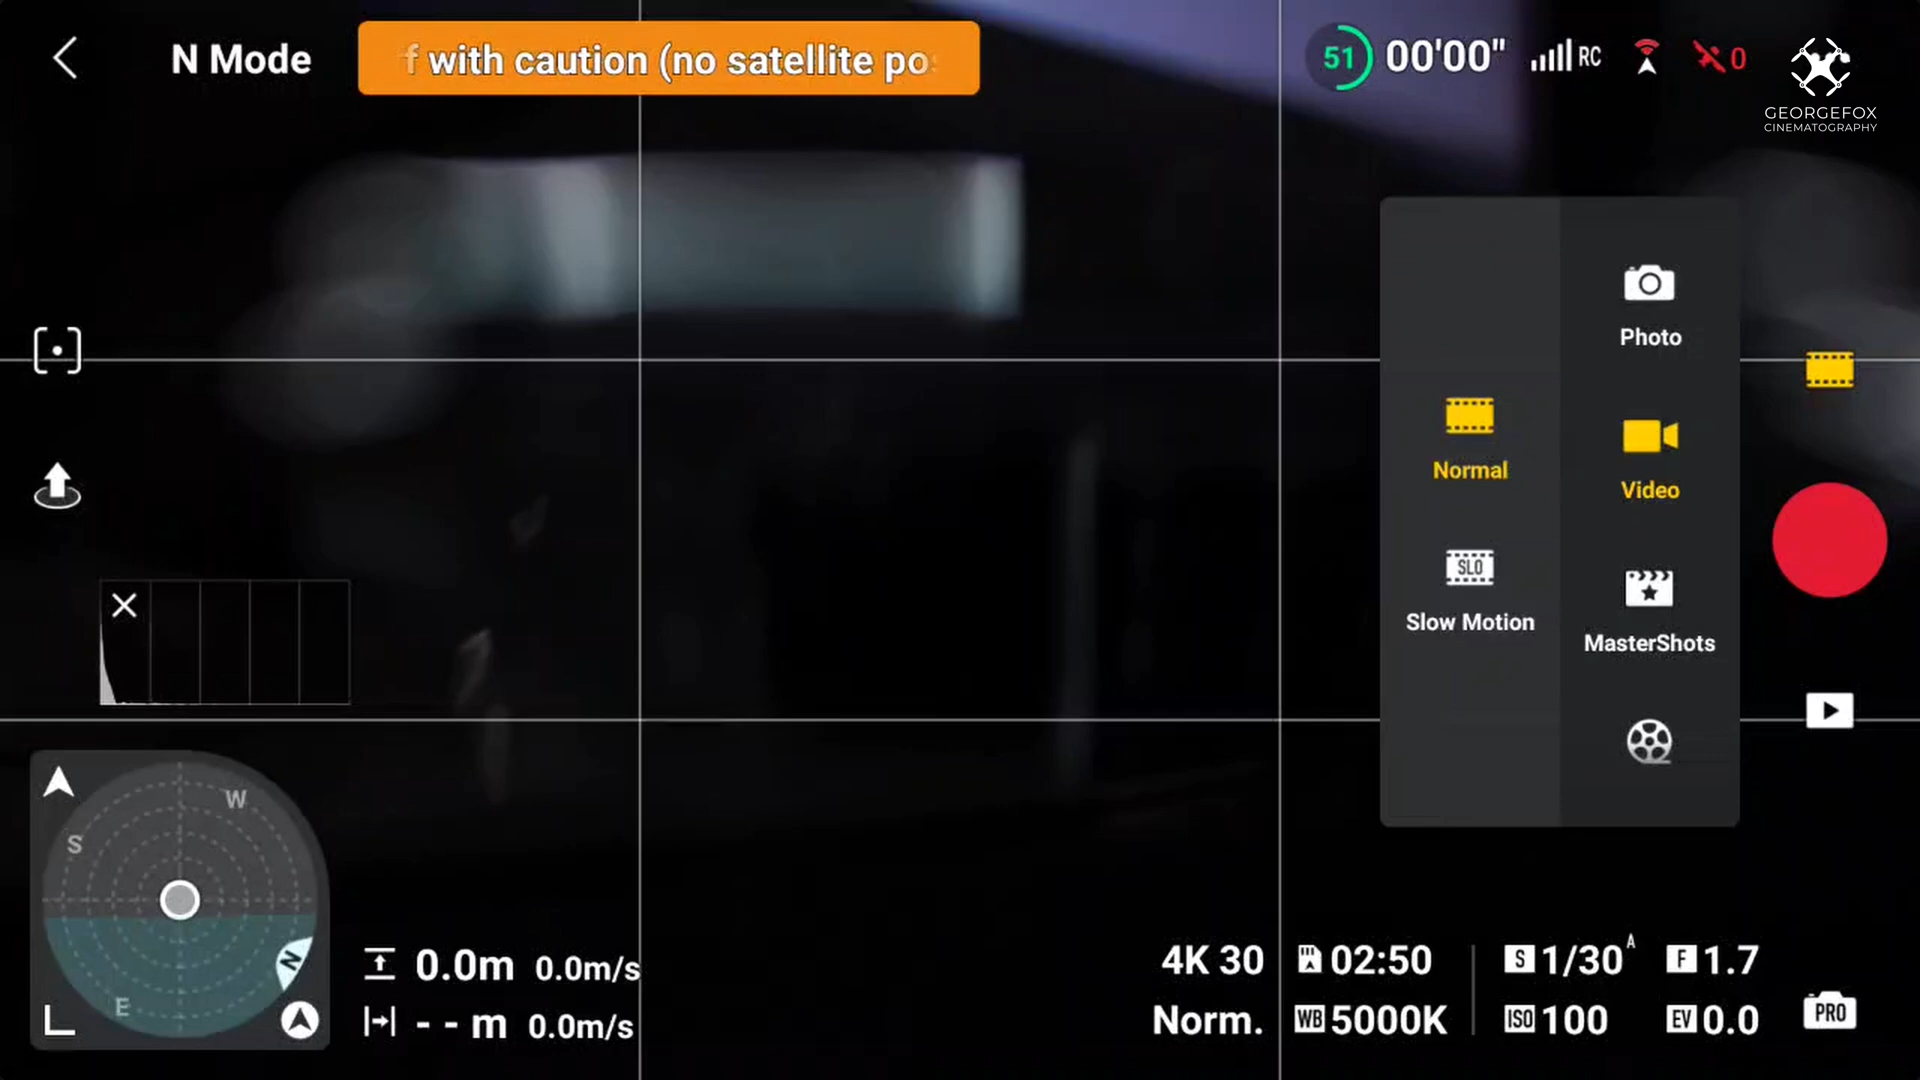 N Mode
f with caution (no satellite po
51
00'00"
RC
0
GEORGEFOX
CINEMATOGRAPHY
Photo
Normal
Video
SLO
Slow Motion
MasterShots
W
S
N
E
0.0m 0.0m/s
- - m 0.0m/s
4K 30
02:50
S 1/30 A
F 1.7
Norm.
WB 5000K
ISO 100
EV 0.0
PRO